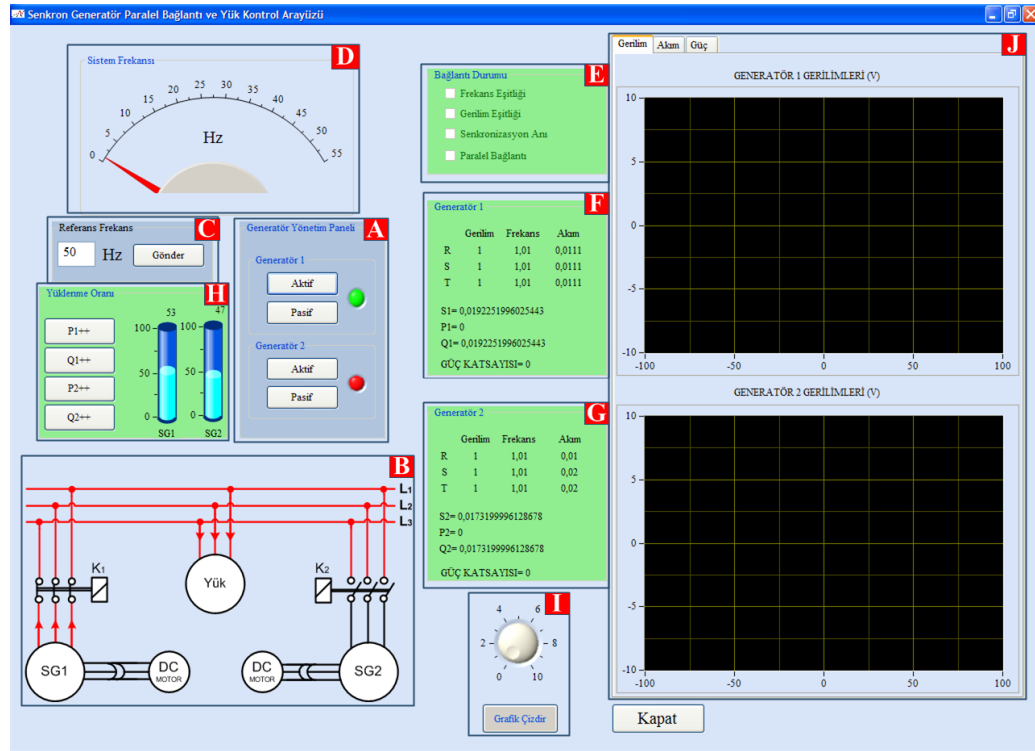 Senkron Generatör Paralel Bağlantı ve Yük Kontrol Arayüzü
D
Sistem Frekansı
0 5 10 15 20 25 30 35 40 45 50 55
Hz
C
Referans Frekans
50 Hz Gönder
A
Generatör Yönetim Paneli
Generatör 1
Aktif
Pasif
Generatör 2
Aktif
Pasif
H
Yüklenme Oranı
P1++
Q1++
P2++
Q2++
53 47
100 100
50 50
0 0
SG1 SG2
B
L1
L2
L3
K1
Yük
K2
SG1
DC MOTOR
DC MOTOR
SG2
E
Bağlantı Durumu
Frekans Eşitliği
Gerilim Eşitliği
Senkronizasyon Anı
Paralel Bağlantı
F
Generatör 1
Gerilim Frekans Akım
R 1 1,01 0,0111
S 1 1,01 0,0111
T 1 1,01 0,0111
S1= 0,0192251996025443
P1= 0
Q1= 0,0192251996025443
GÜÇ KATSAYISI= 0
G
Generatör 2
Gerilim Frekans Akım
R 1 1,01 0,01
S 1 1,01 0,02
T 1 1,01 0,02
S2= 0,0173199996128678
P2= 0
Q2= 0,0173199996128678
GÜÇ KATSAYISI= 0
I
0 2 4 6 8 10
Grafik Çizdir
J
Gerilim Akım Güç
GENERATÖR 1 GERİLİMLERİ (V)
10
5
0
-5
-10
-100 -50 0 50 100
GENERATÖR 2 GERİLİMLERİ (V)
10
5
0
-5
-10
-100 -50 0 50 100
Kapat